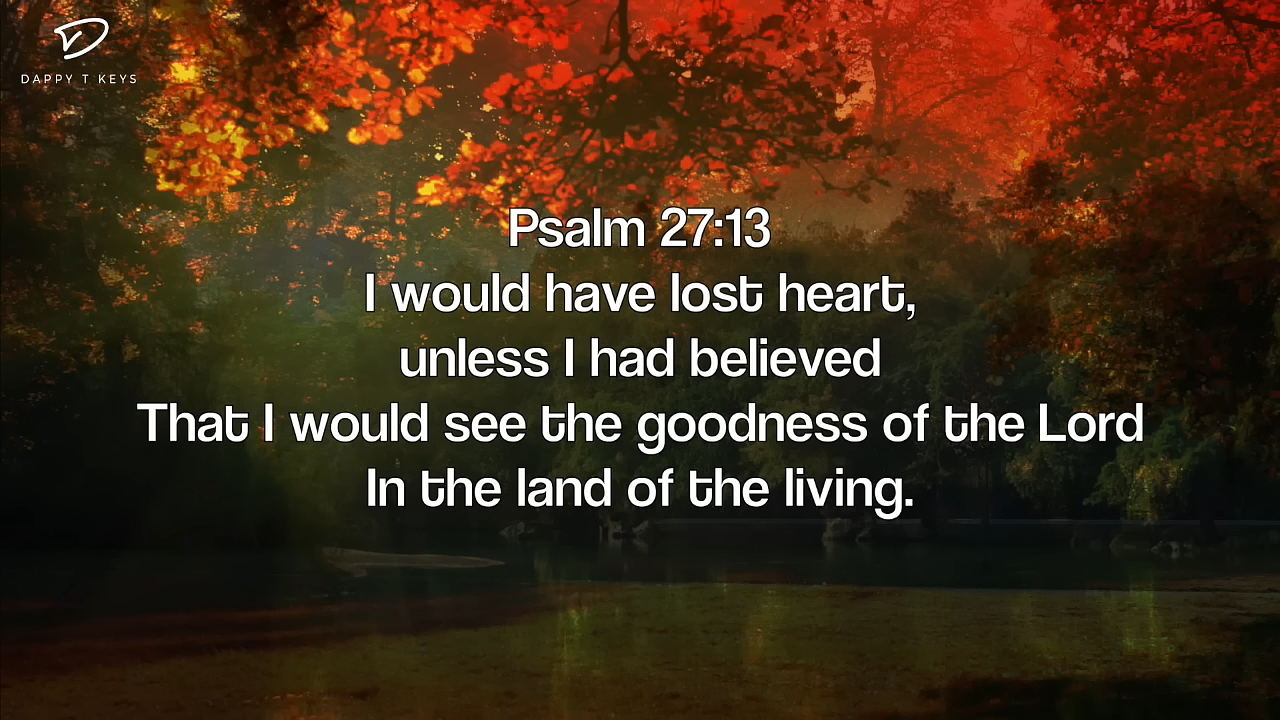 DAPPY T KEYS
Psalm 27:13
I would have lost heart,
unless I had believed
That I would see the goodness of the Lord
In the land of the living.